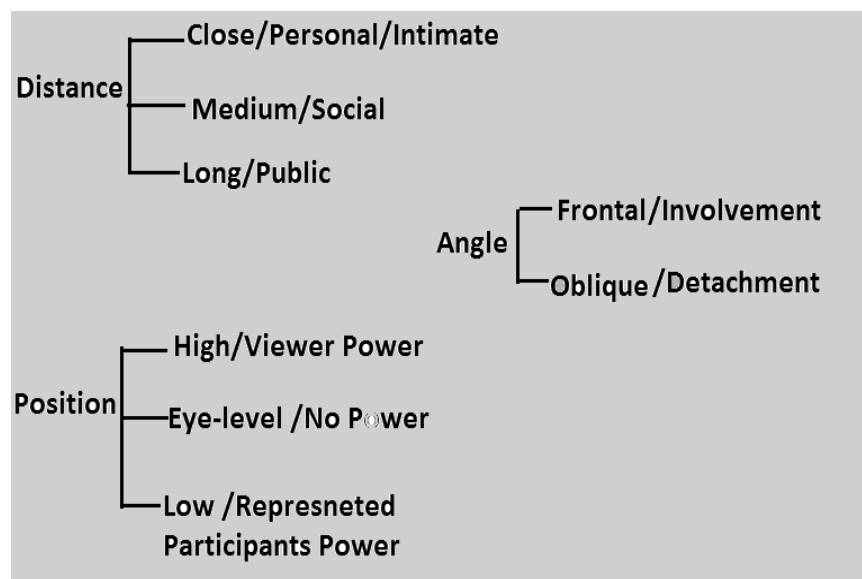 Close/Personal/Intimate
Distance
Medium/Social
Long/Public
Frontal/Involvement
Angle
Oblique/Detachment
High/Viewer Power
Position
Eye-level /No Power
Low /Represneted
Participants Power